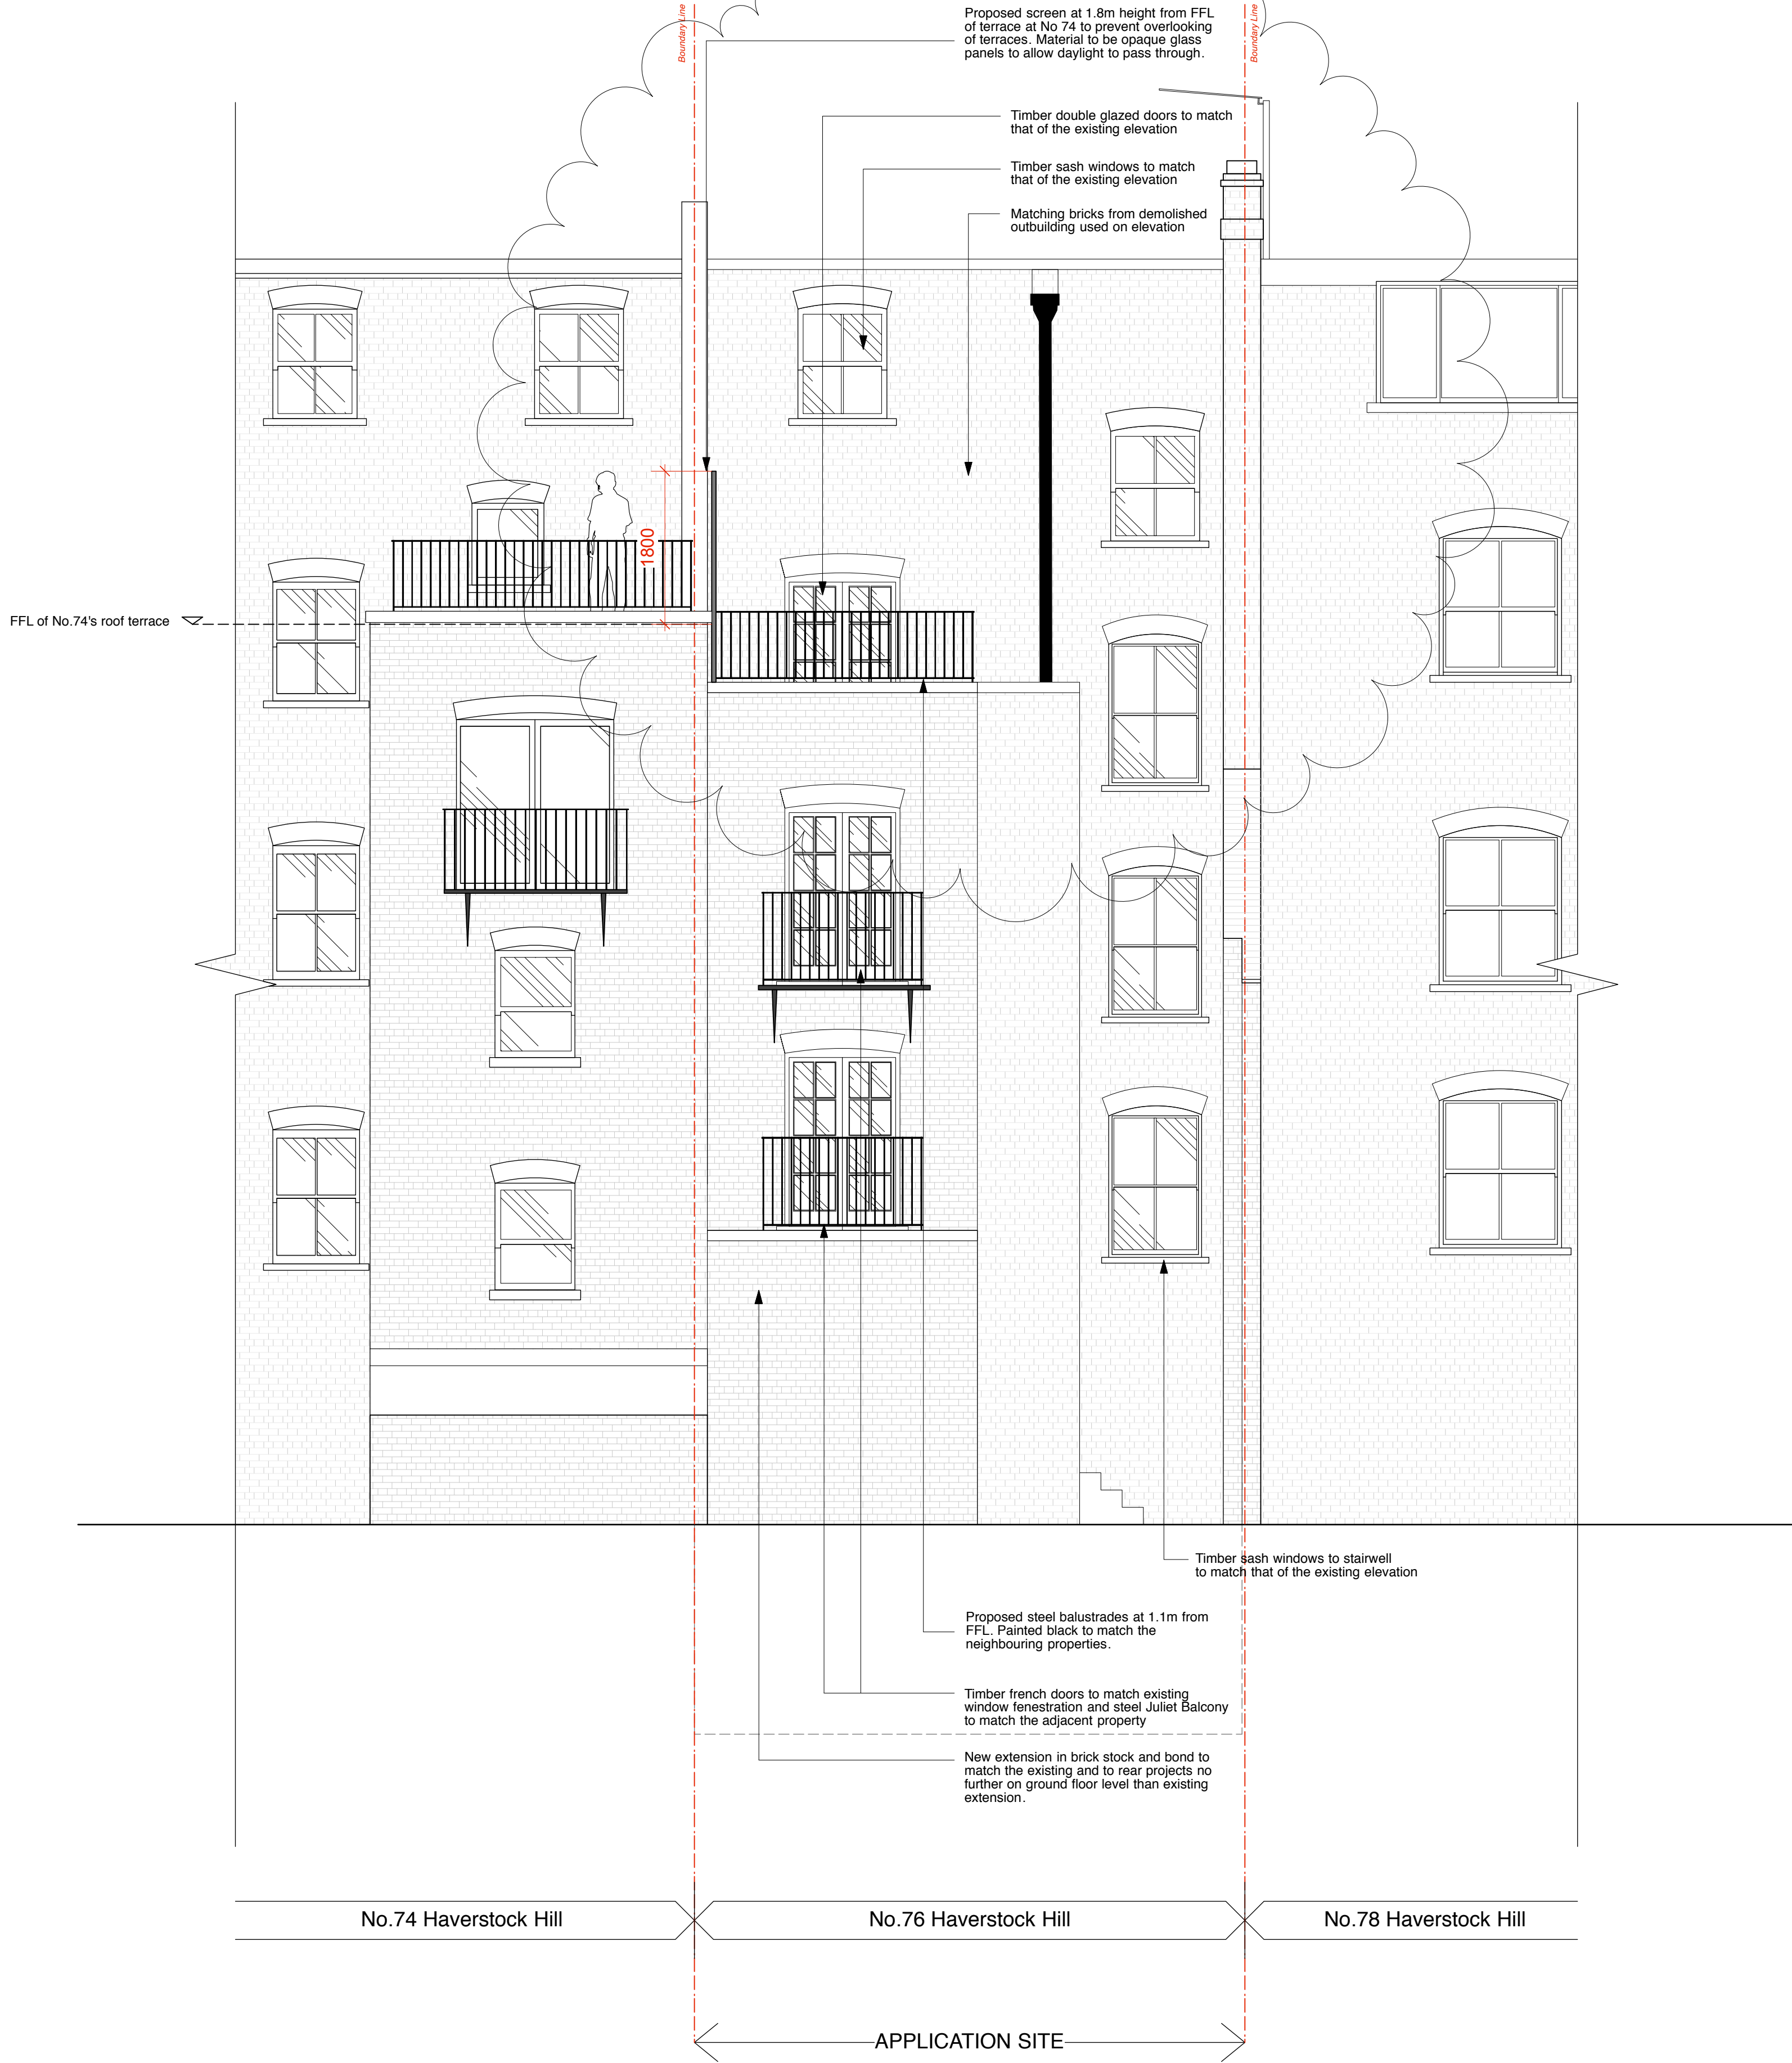 Boundary Line
Boundary Line
Proposed screen at 1.8m height from FFL
of terrace at No 74 to prevent overlooking
of terraces. Material to be opaque glass
panels to allow daylight to pass through.
Timber double glazed doors to match
that of the existing elevation
Timber sash windows to match
that of the existing elevation
Matching bricks from demolished
outbuilding used on elevation
1800
FFL of No.74's roof terrace
Timber sash windows to stairwell
to match that of the existing elevation
Proposed steel balustrades at 1.1m from
FFL. Painted black to match the
neighbouring properties.
Timber french doors to match existing
window fenestration and steel Juliet Balcony
to match the adjacent property
New extension in brick stock and bond to
match the existing and to rear projects no
further on ground floor level than existing
extension.
No.74 Haverstock Hill
No.76 Haverstock Hill
No.78 Haverstock Hill
APPLICATION SITE